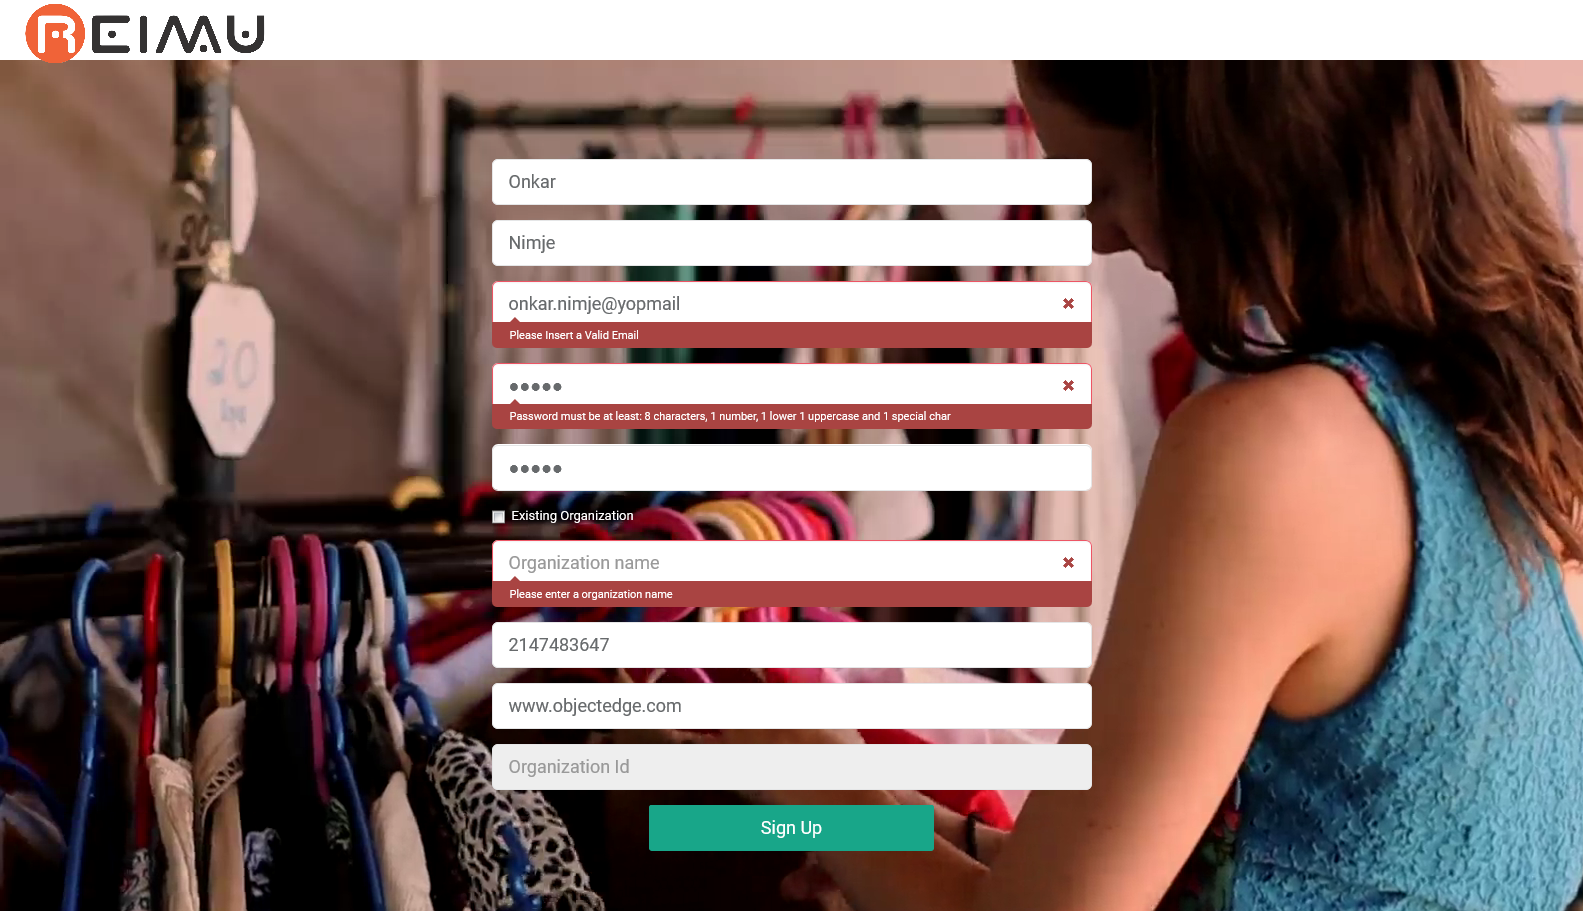 REIMU
20
Onkar
Nimje
onkar.nimje@yopmail
Please Insert a Valid Email
●●●●●
Password must be at least: 8 characters, 1 number, 1 lower 1 uppercase and 1 special char
●●●●●
Existing Organization
Organization name
Please enter a organization name
2147483647
www.objectedge.com
Organization Id
Sign Up